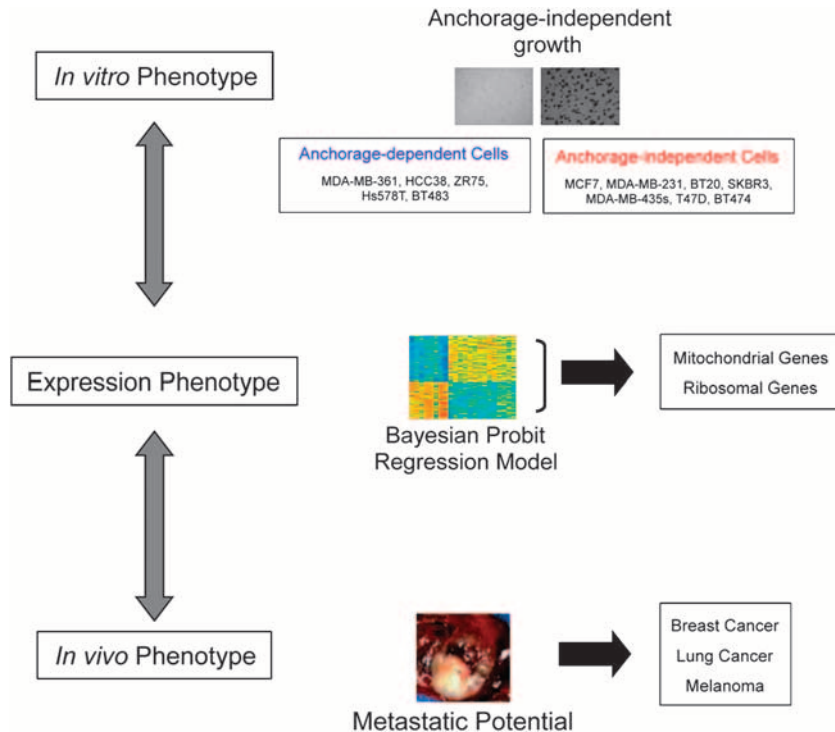 Anchorage-independent
growth
In vitro Phenotype
Anchorage-dependent Cells
MDA-MB-361, HCC38, ZR75,
Hs578T, BT483
Anchorage-independent Cells
MCF7, MDA-MB-231, BT20, SKBR3,
MDA-MB-435s, T47D, BT474
Expression Phenotype
Bayesian Probit
Regression Model
Mitochondrial Genes
Ribosomal Genes
In vivo Phenotype
Metastatic Potential
Breast Cancer
Lung Cancer
Melanoma